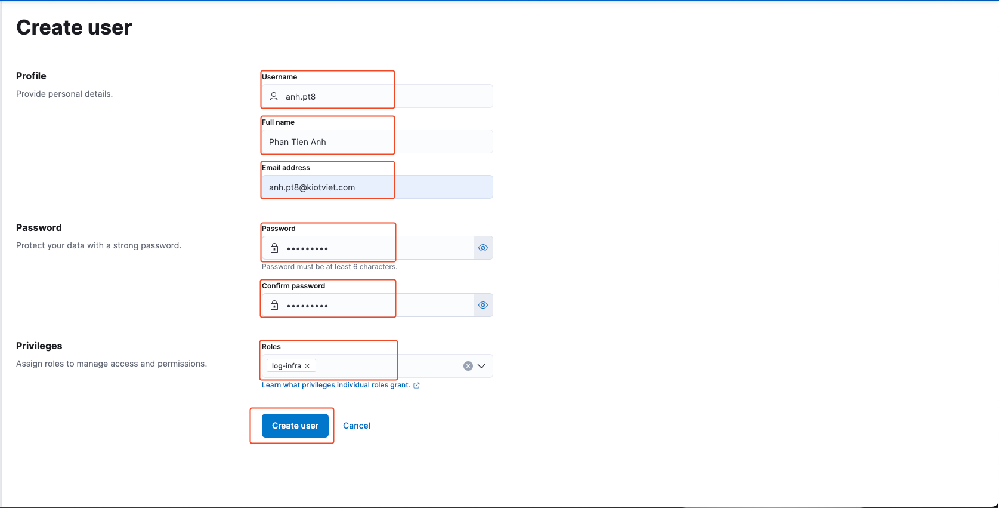 Create user
Profile
Provide personal details.
Username
anh.pt8
Full name
Phan Tien Anh
Email address
anh.pt8@kiotviet.com
Password
Protect your data with a strong password.
Password
•••••••••
Password must be at least 6 characters.
Confirm password
•••••••••
Privileges
Assign roles to manage access and permissions.
Roles
log-infra
Learn what privileges individual roles grant.
Create user
Cancel